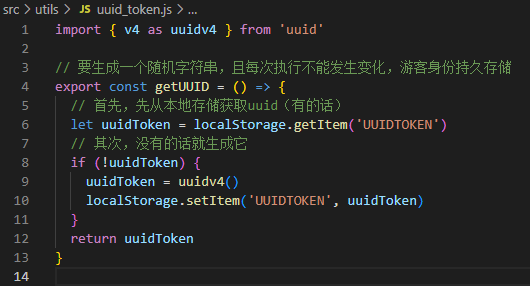 src > utils > uuid_token.js > ...
1 import { v4 as uuidv4 } from 'uuid'
2
3 // 要生成一个随机字符串，且每次执行不能发生变化，游客身份持久存储
4 export const getUUID = () => {
5 // 首先，先从本地存储获取uuid（有的话）
6 let uuidToken = localStorage.getItem('UUIDTOKEN')
7 // 其次，没有的话就生成它
8 if (!uuidToken) {
9 uuidToken = uuidv4()
10 localStorage.setItem('UUIDTOKEN', uuidToken)
11 }
12 return uuidToken
13 }
14